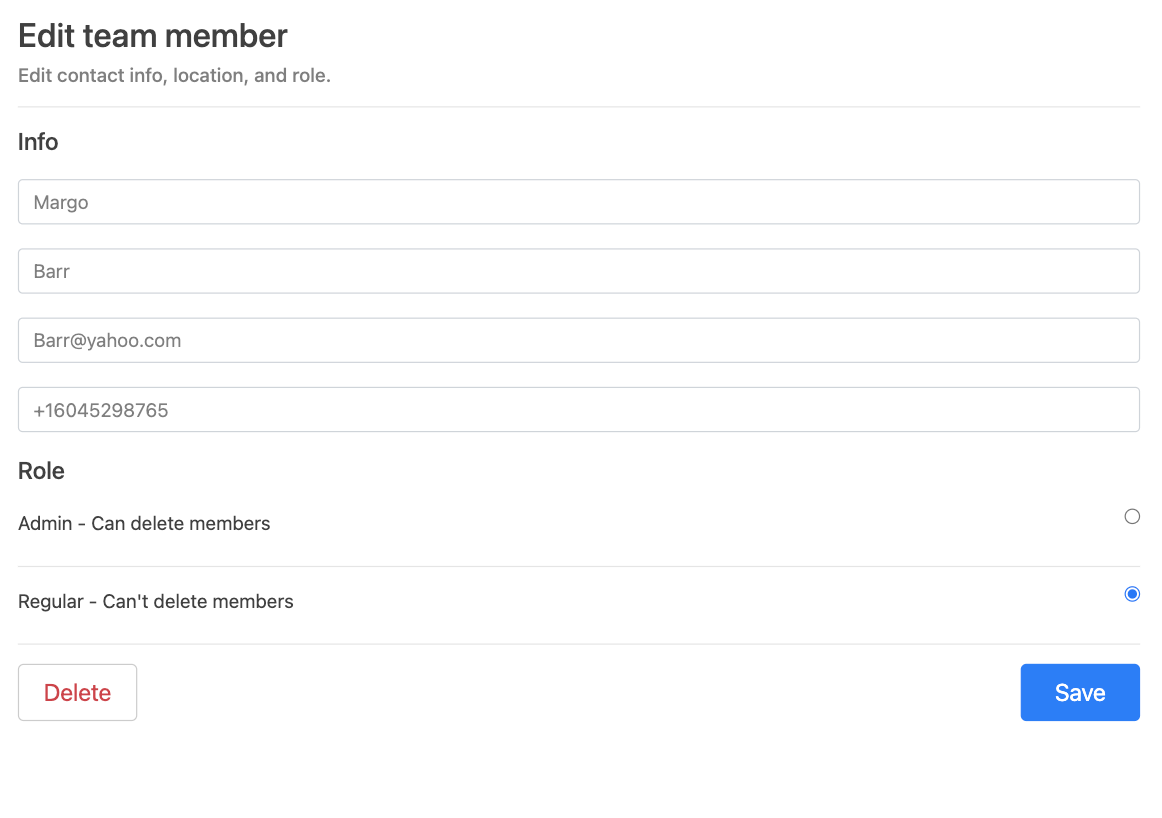 Edit team member
Edit contact info, location, and role.
Info
Margo
Barr
Barr@yahoo.com
+16045298765
Role
Admin - Can delete members
Regular - Can't delete members
Delete
Save